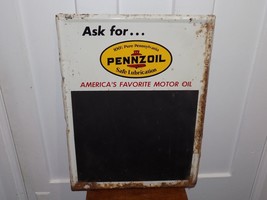 Ask for...
100% Pure Pennsylvania
PENNZOIL
Safe Lubrication
AMERICA'S FAVORITE MOTOR OIL